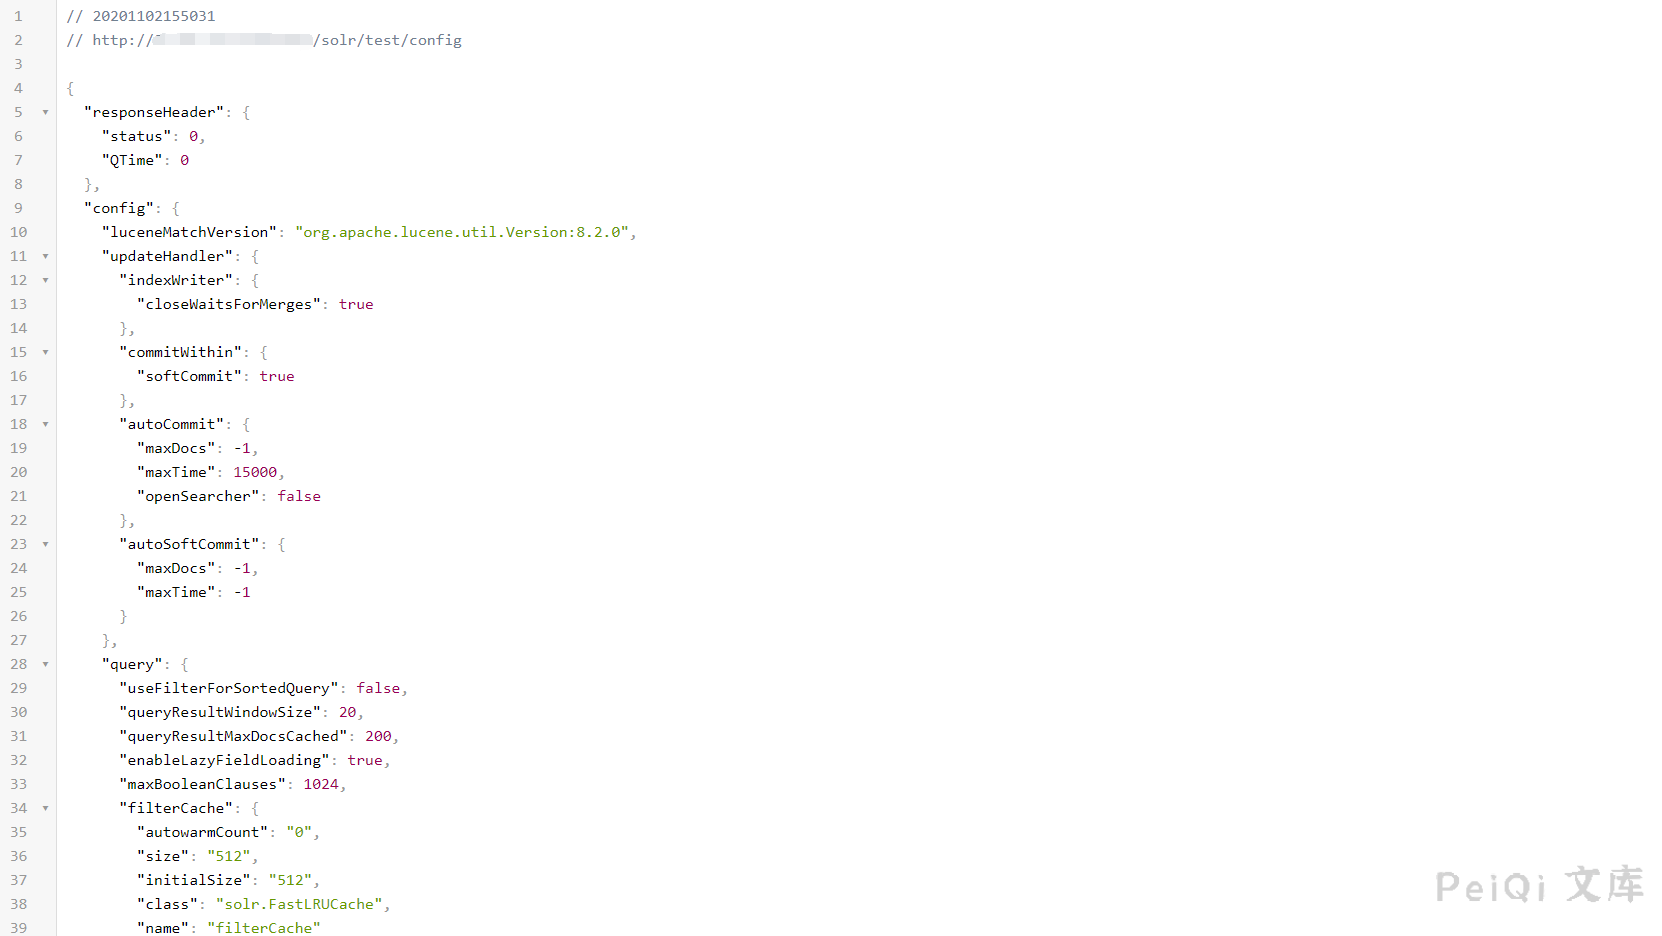 1 // 20201102155031
2 // http:// /solr/test/config
3
4 {
5 "responseHeader": {
6 "status": 0,
7 "QTime": 0
8 },
9 "config": {
10 "luceneMatchVersion": "org.apache.lucene.util.Version:8.2.0",
11 "updateHandler": {
12 "indexWriter": {
13 "closeWaitsForMerges": true
14 },
15 "commitWithin": {
16 "softCommit": true
17 },
18 "autoCommit": {
19 "maxDocs": -1,
20 "maxTime": 15000,
21 "openSearcher": false
22 },
23 "autoSoftCommit": {
24 "maxDocs": -1,
25 "maxTime": -1
26 }
27 },
28 "query": {
29 "useFilterForSortedQuery": false,
30 "queryResultWindowSize": 20,
31 "queryResultMaxDocsCached": 200,
32 "enableLazyFieldLoading": true,
33 "maxBooleanClauses": 1024,
34 "filterCache": {
35 "autowarmCount": "0",
36 "size": "512",
37 "initialSize": "512",
38 "class": "solr.FastLRUCache",
39 "name": "filterCache"
PeiQi 文库